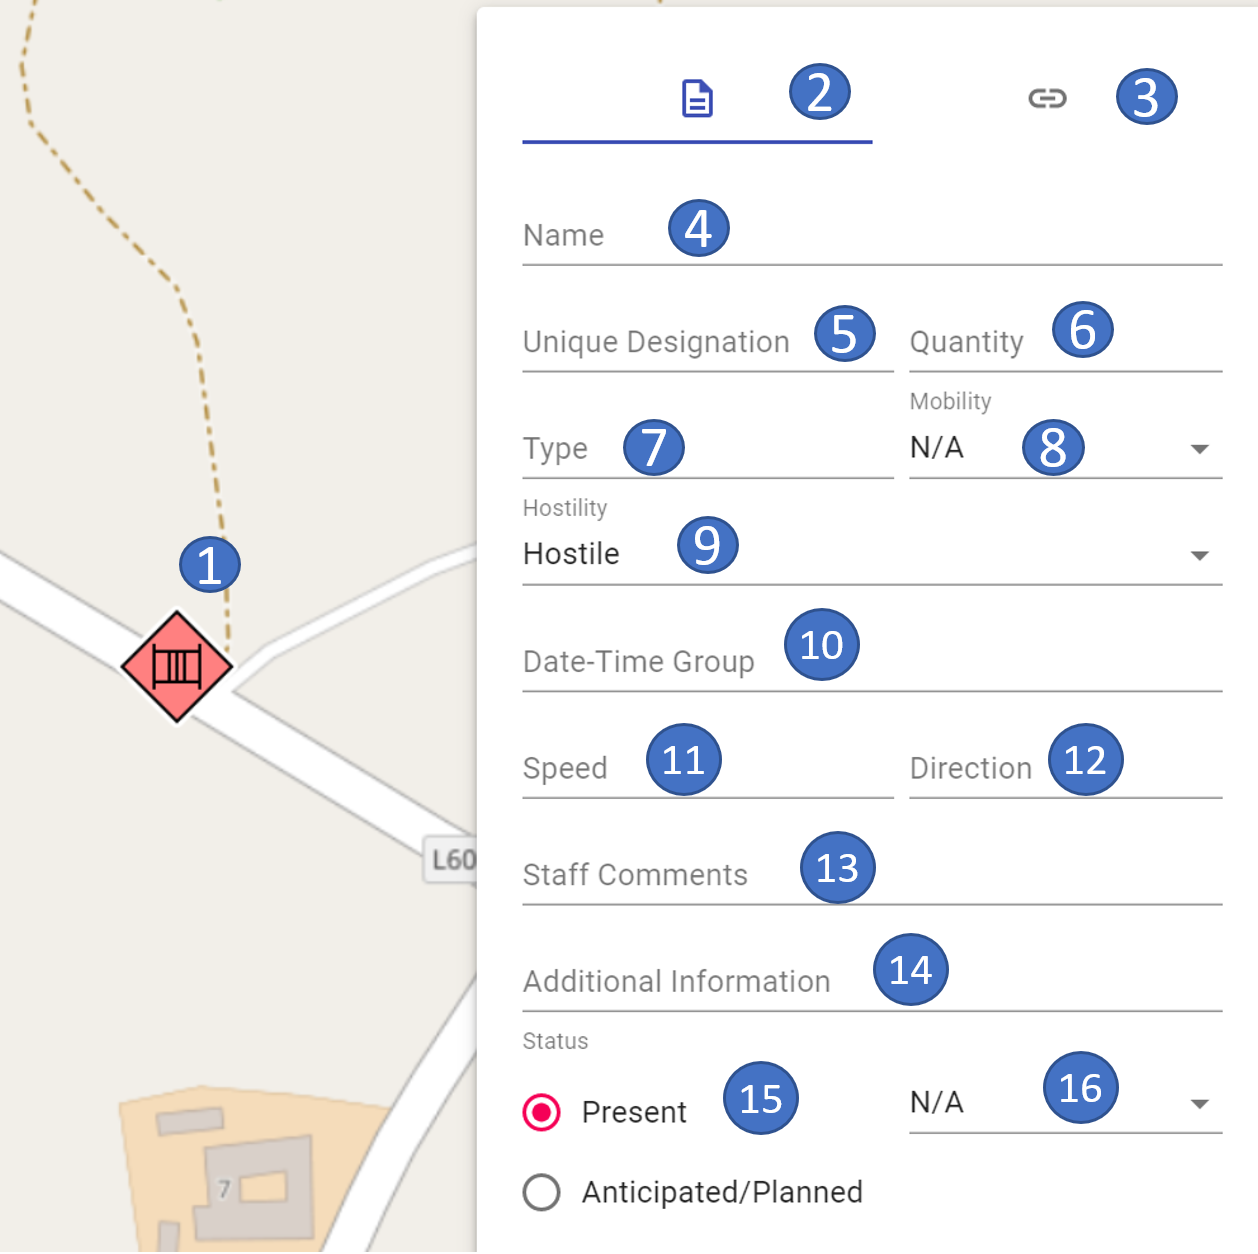 2
3
Name 4
Unique Designation 5 Quantity 6
Mobility
Type 7 N/A 8
Hostility
1
Hostile 9
Date-Time Group 10
Speed 11 Direction 12
L60
Staff Comments 13
Additional Information 14
Status
Present 15 N/A 16
7
Anticipated/Planned